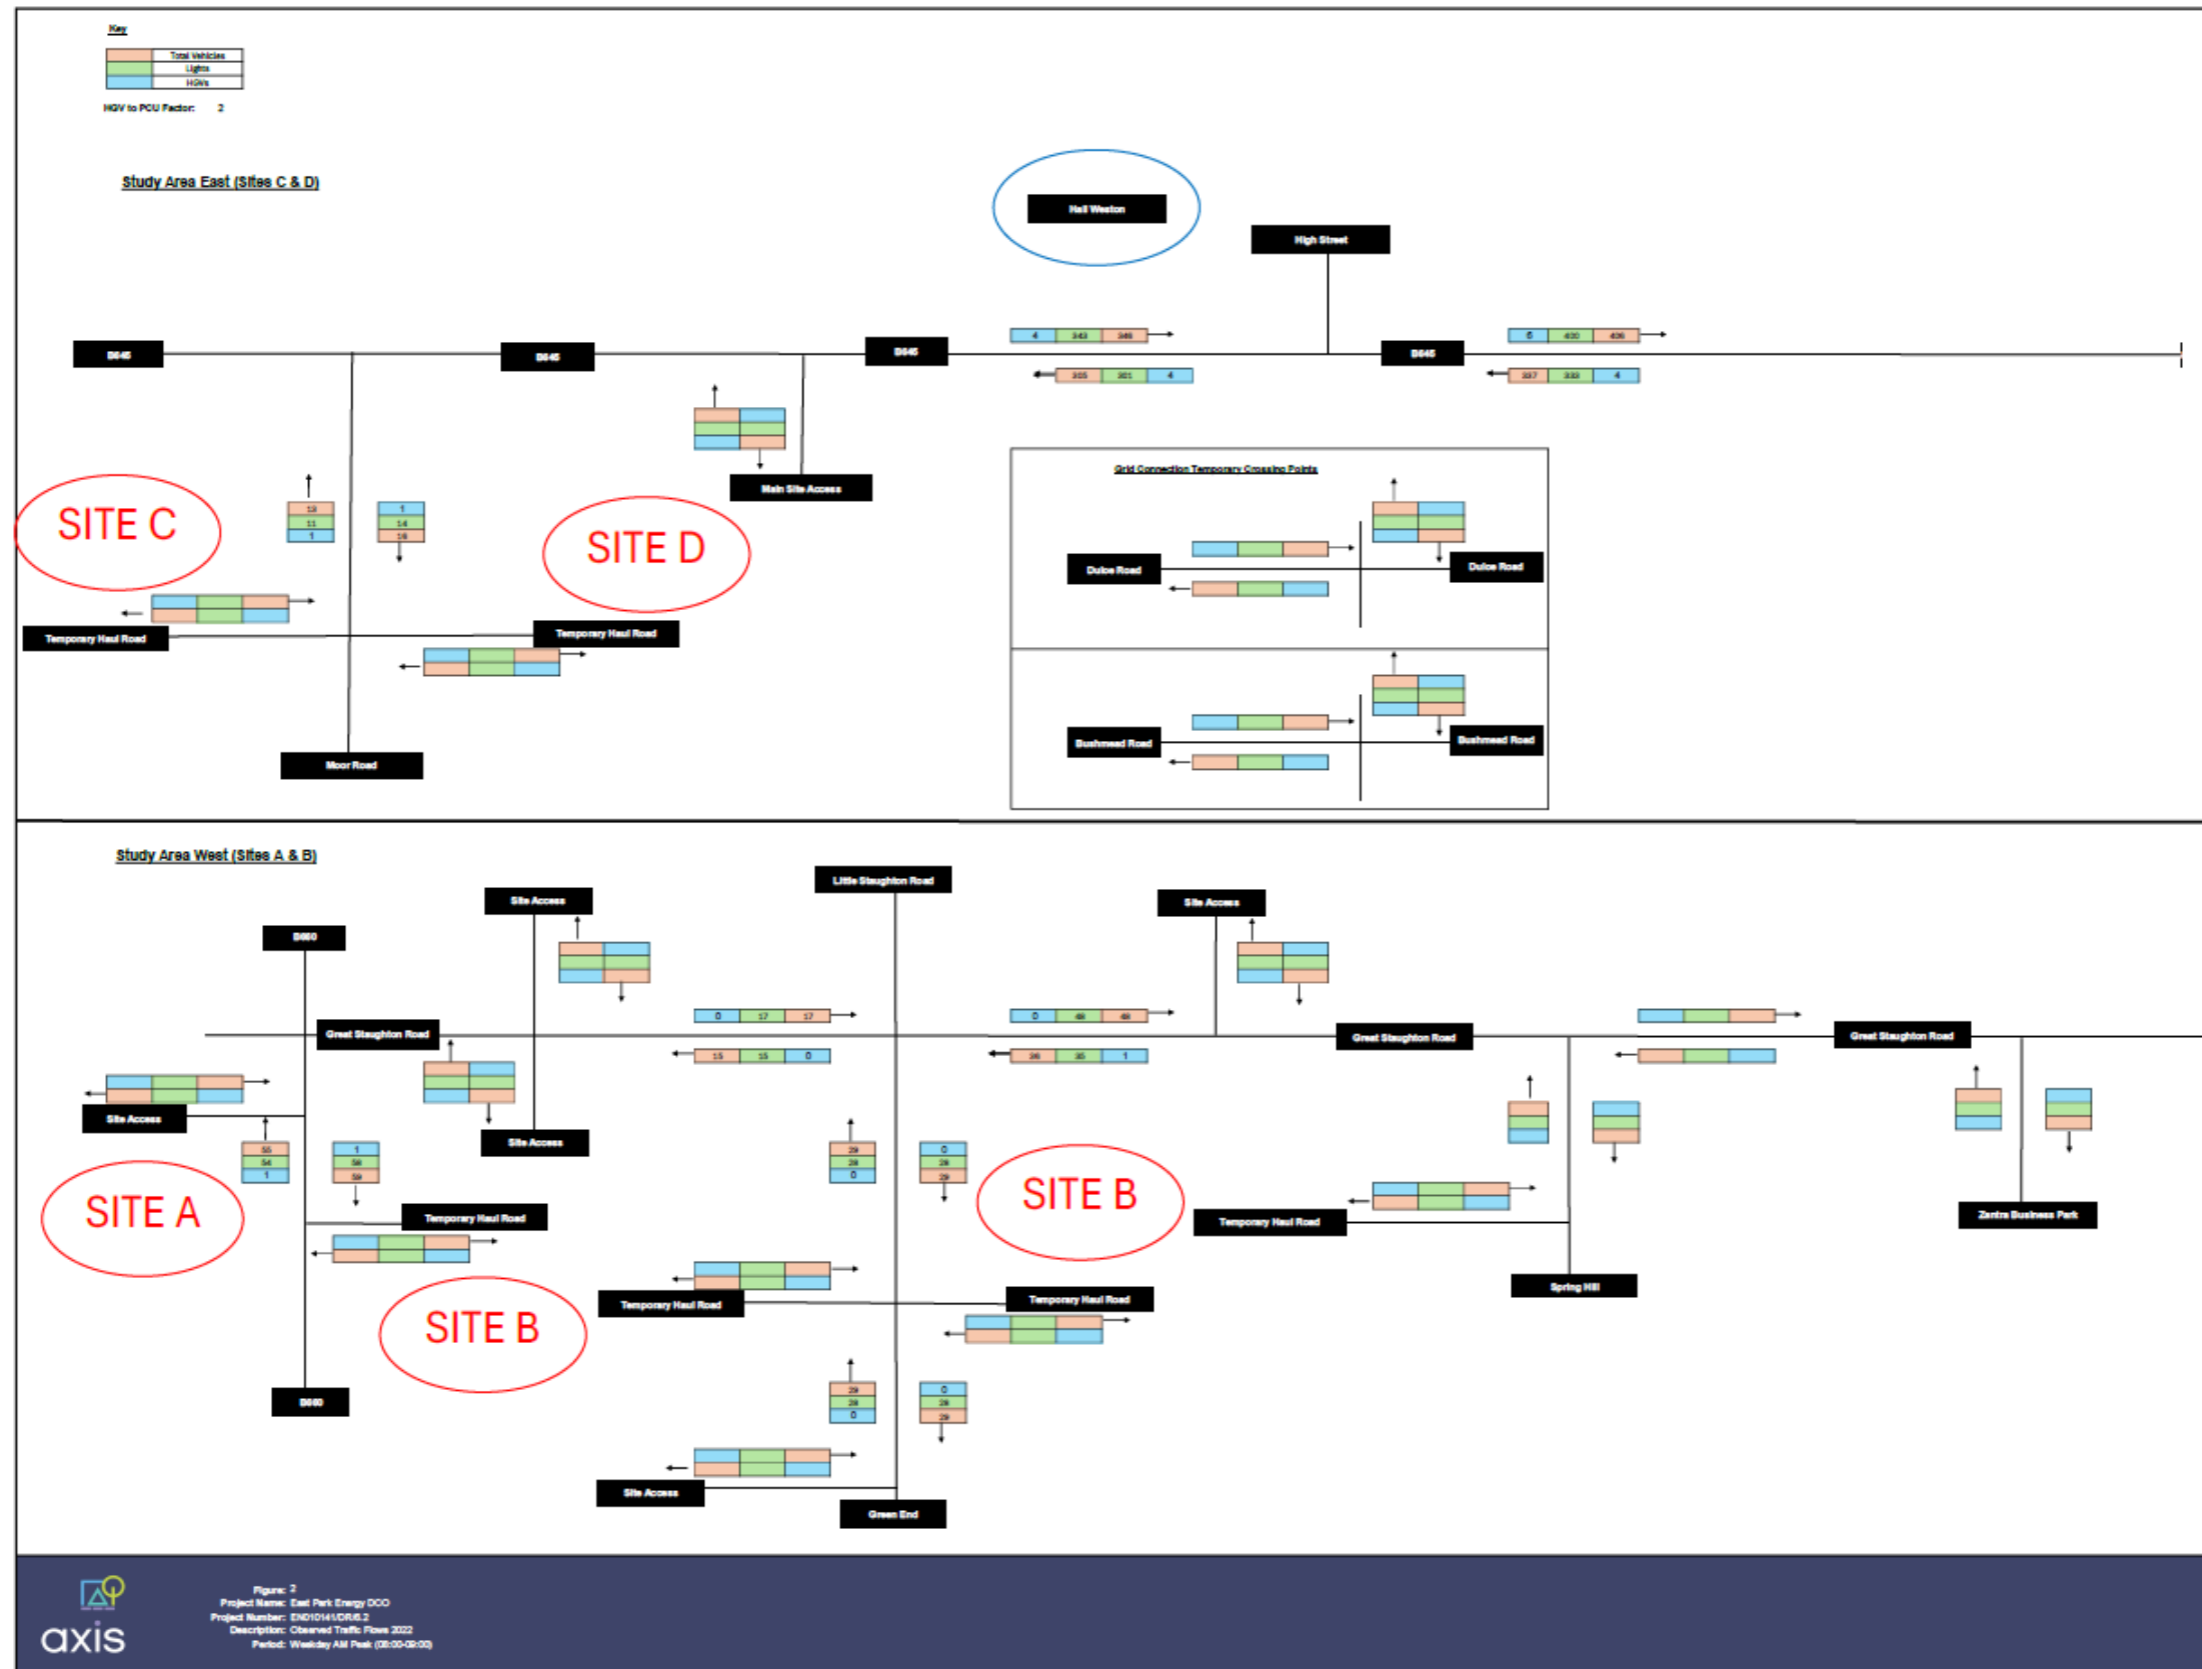 Key
Total Vehicles
Lights
HGVs
HGV to PCU Factor: 2
Study Area East (Sites C & D)
Hail Weston
High Street
4 343 346
6 400 406
B645
B645
B645
B645
305 301 4
337 333 4
Main Site Access
Grid Connection Temporary Crossing Points
SITE C
13
11
1
1
14
16
SITE D
Duloe Road
Duloe Road
Temporary Haul Road
Temporary Haul Road
Bushmead Road
Bushmead Road
Moor Road
Study Area West (Sites A & B)
Little Staughton Road
Site Access
Site Access
B660
0 17 17
0 48 48
Great Staughton Road
Great Staughton Road
Great Staughton Road
15 15 0
36 35 1
Site Access
Site Access
55
54
1
1
58
59
29
28
0
0
28
29
SITE A
SITE B
Temporary Haul Road
Temporary Haul Road
Zantra Business Park
SITE B
Temporary Haul Road
Temporary Haul Road
Spring Hill
B660
29
28
0
0
28
29
Site Access
Green End
axis
Figure: 2
Project Name: East Park Energy DCO
Project Number: EN010141/DR/6.2
Description: Observed Traffic Flows 2022
Period: Weekday AM Peak (08:00-09:00)